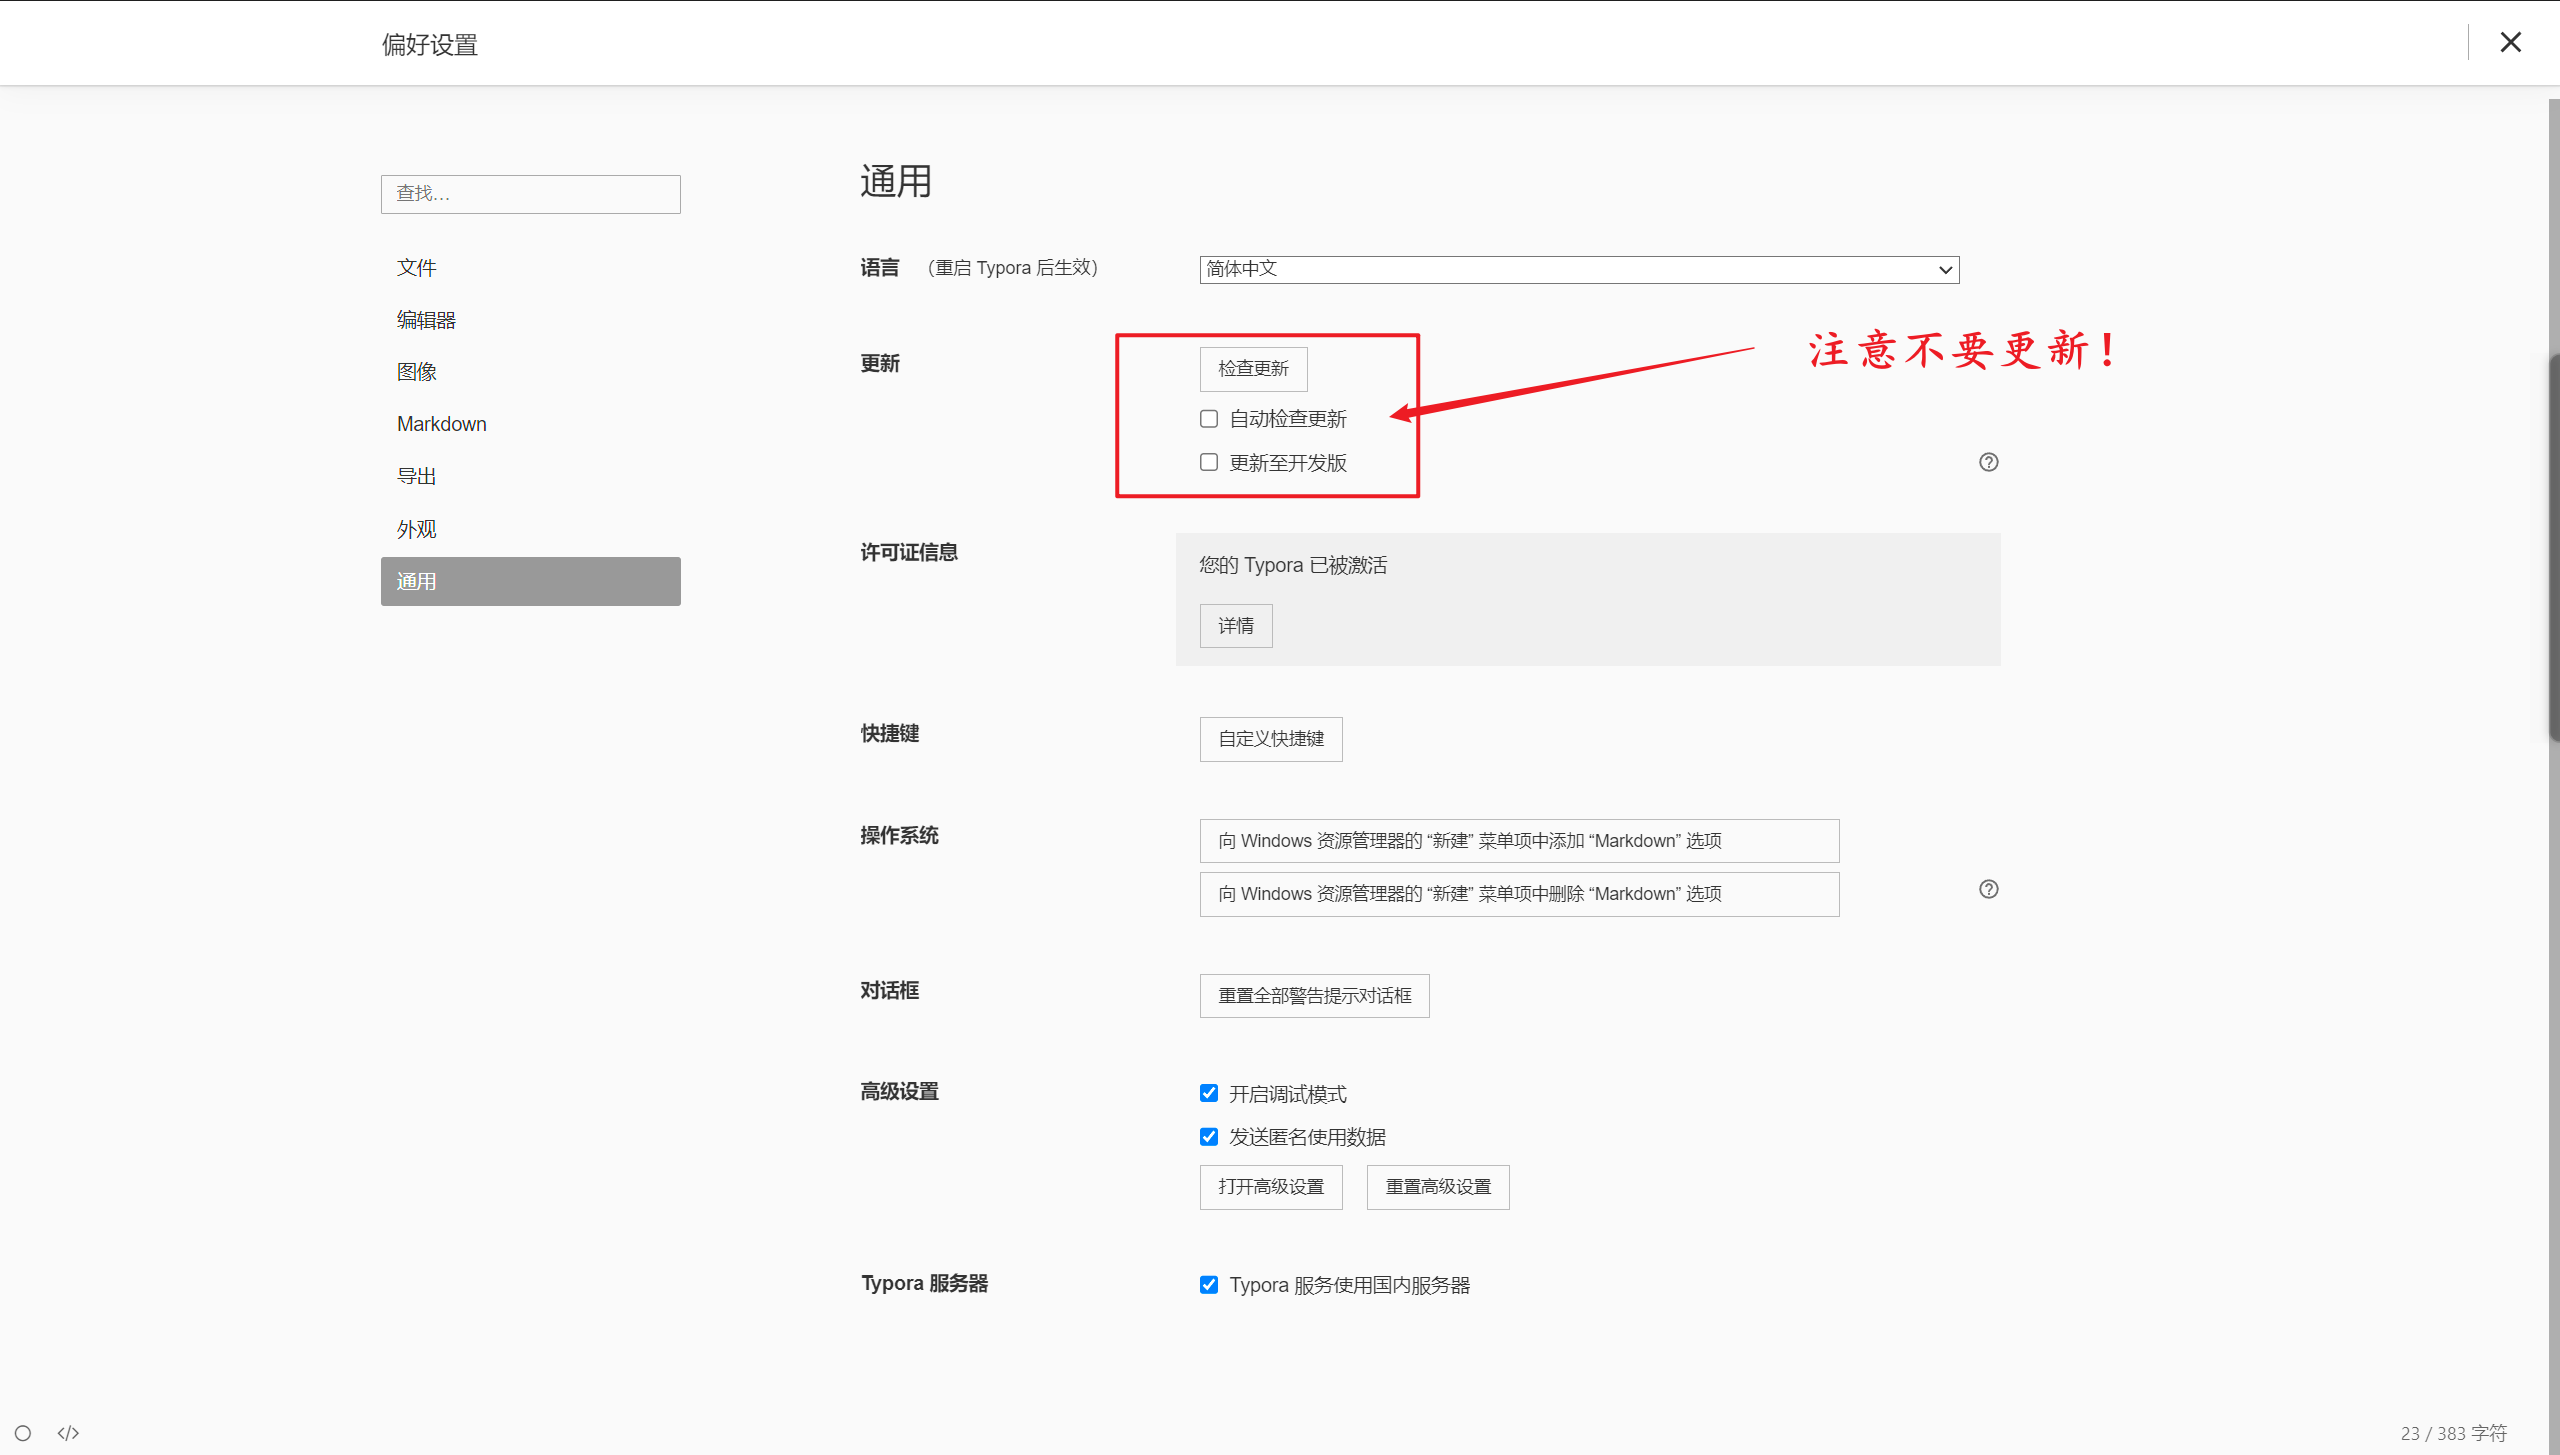 偏好设置
查找...
文件
编辑器
图像
Markdown
导出
外观
通用
通用
语言 （重启 Typora 后生效）
简体中文
更新
检查更新
自动检查更新
更新至开发版
注意不要更新！
许可证信息
您的 Typora 已被激活
详情
快捷键
自定义快捷键
操作系统
向 Windows 资源管理器的 “新建” 菜单项中添加 “Markdown” 选项
向 Windows 资源管理器的 “新建” 菜单项中删除 “Markdown” 选项
对话框
重置全部警告提示对话框
高级设置
开启调试模式
发送匿名使用数据
打开高级设置 重置高级设置
Typora 服务器
Typora 服务使用国内服务器
23 / 383 字符